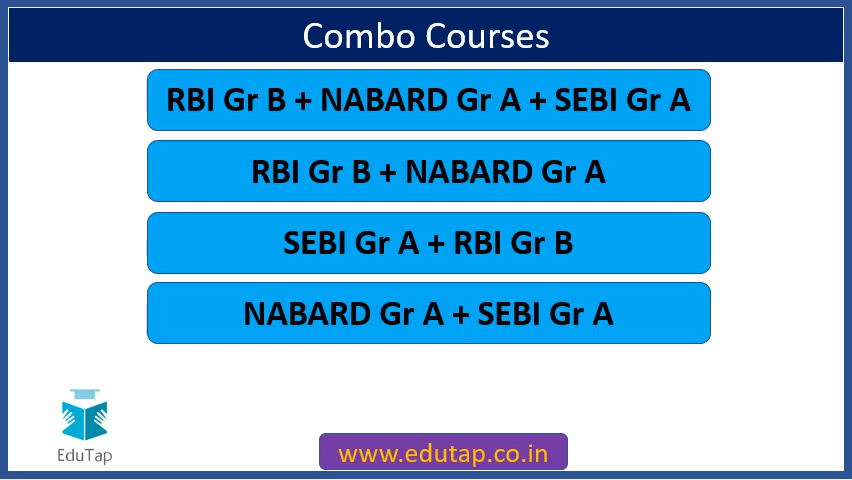 Combo Courses
RBI Gr B + NABARD Gr A + SEBI Gr A
RBI Gr B + NABARD Gr A
SEBI Gr A + RBI Gr B
NABARD Gr A + SEBI Gr A
EduTap
www.edutap.co.in